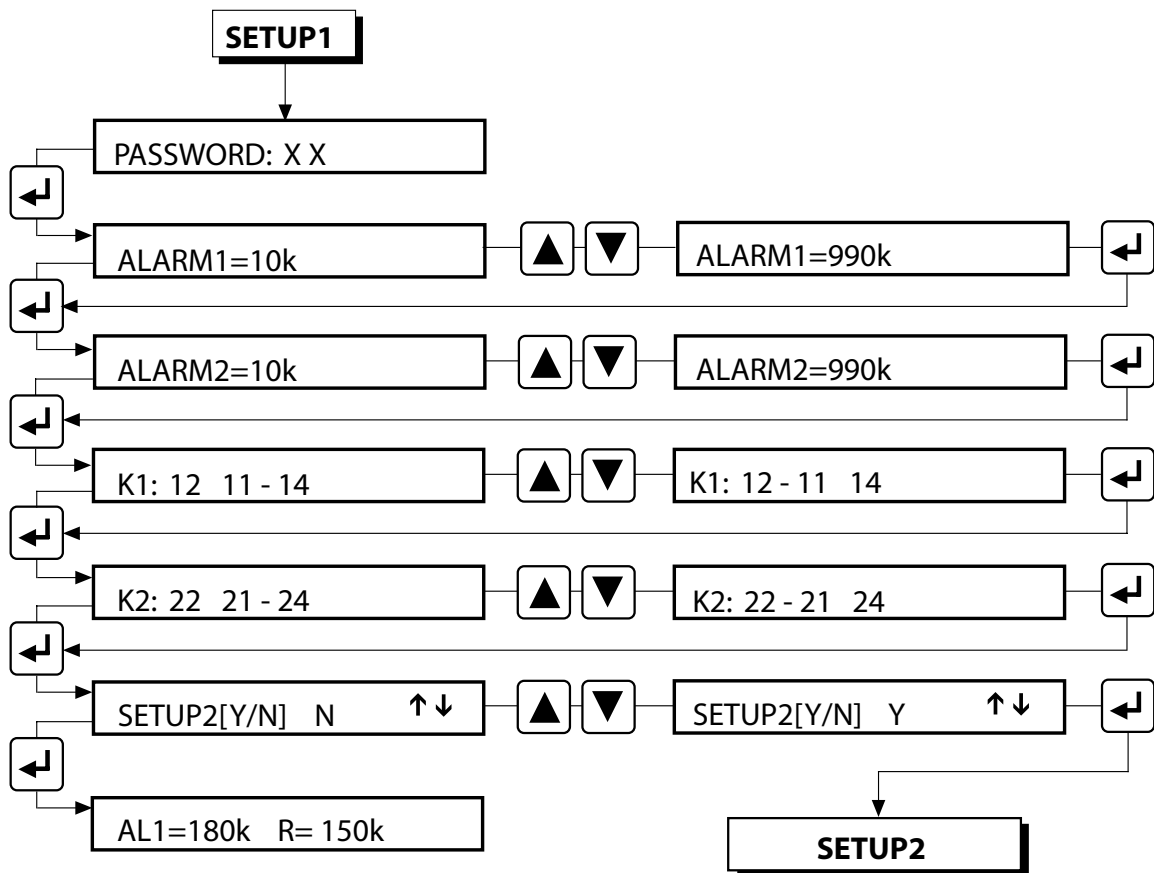 SETUP1
PASSWORD: X X
ALARM1=10k
ALARM1=990k
ALARM2=10k
ALARM2=990k
K1: 12 11 - 14
K1: 12 - 11 14
K2: 22 21 - 24
K2: 22 - 21 24
SETUP2[Y/N] N ↑↓
SETUP2[Y/N] Y ↑↓
AL1=180k R= 150k
SETUP2